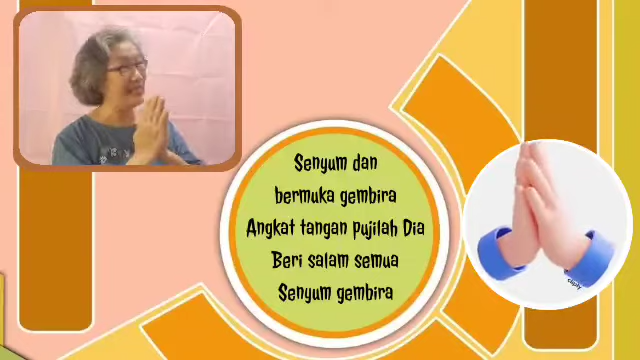 Senyum dan
bermuka gembira
Angkat tangan pujilah Dia
Beri salam semua
Senyum gembira